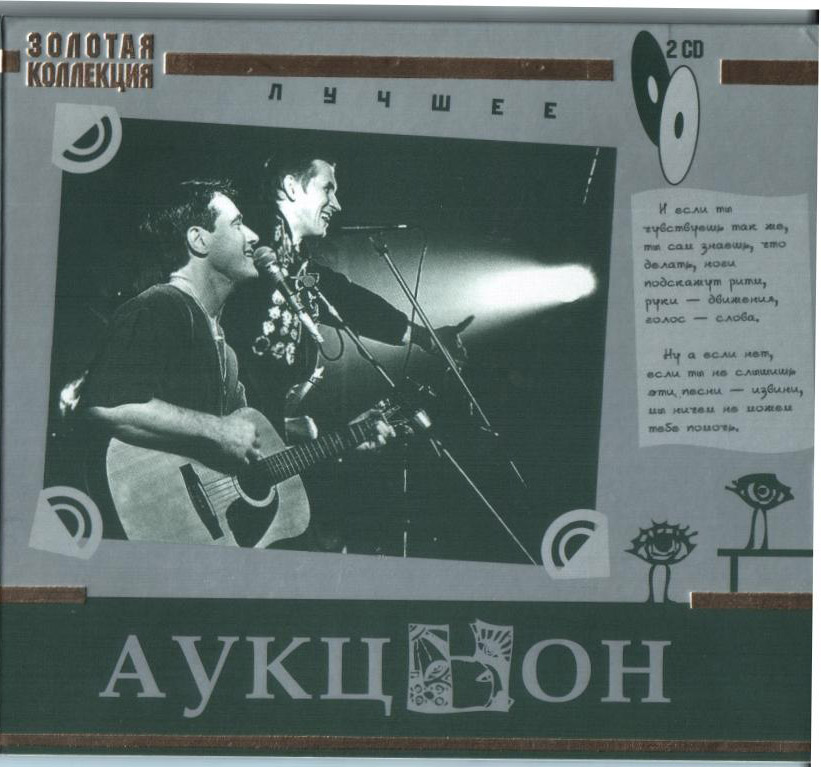 ЗОЛОТАЯ
КОЛЛЕКЦИЯ
2 CD
ЛУЧШЕЕ
И если ты
чувствуешь так же,
ты сам знаешь, что
делать, ноги
подскажут ритм,
руки — движения,
голос — слова.
Ну а если нет,
если ты не слышишь
эти песни — извини,
мы ничем не можем
тебе помочь.
АУКЦЫОН